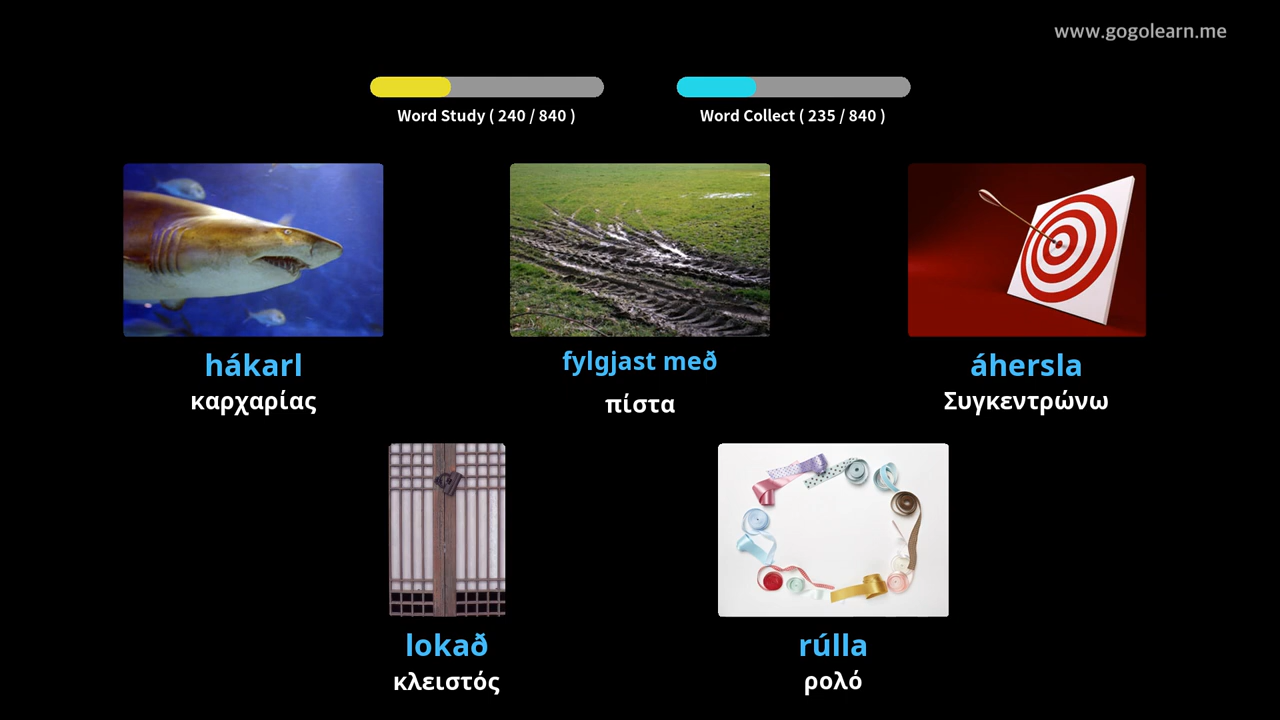 www.gogolearn.me
Word Study ( 240 / 840 )
Word Collect ( 235 / 840 )
hákarl
καρχαρίας
fylgjast með
πίστα
áhersla
Συγκεντρώνω
lokað
κλειστός
rúlla
ρολό